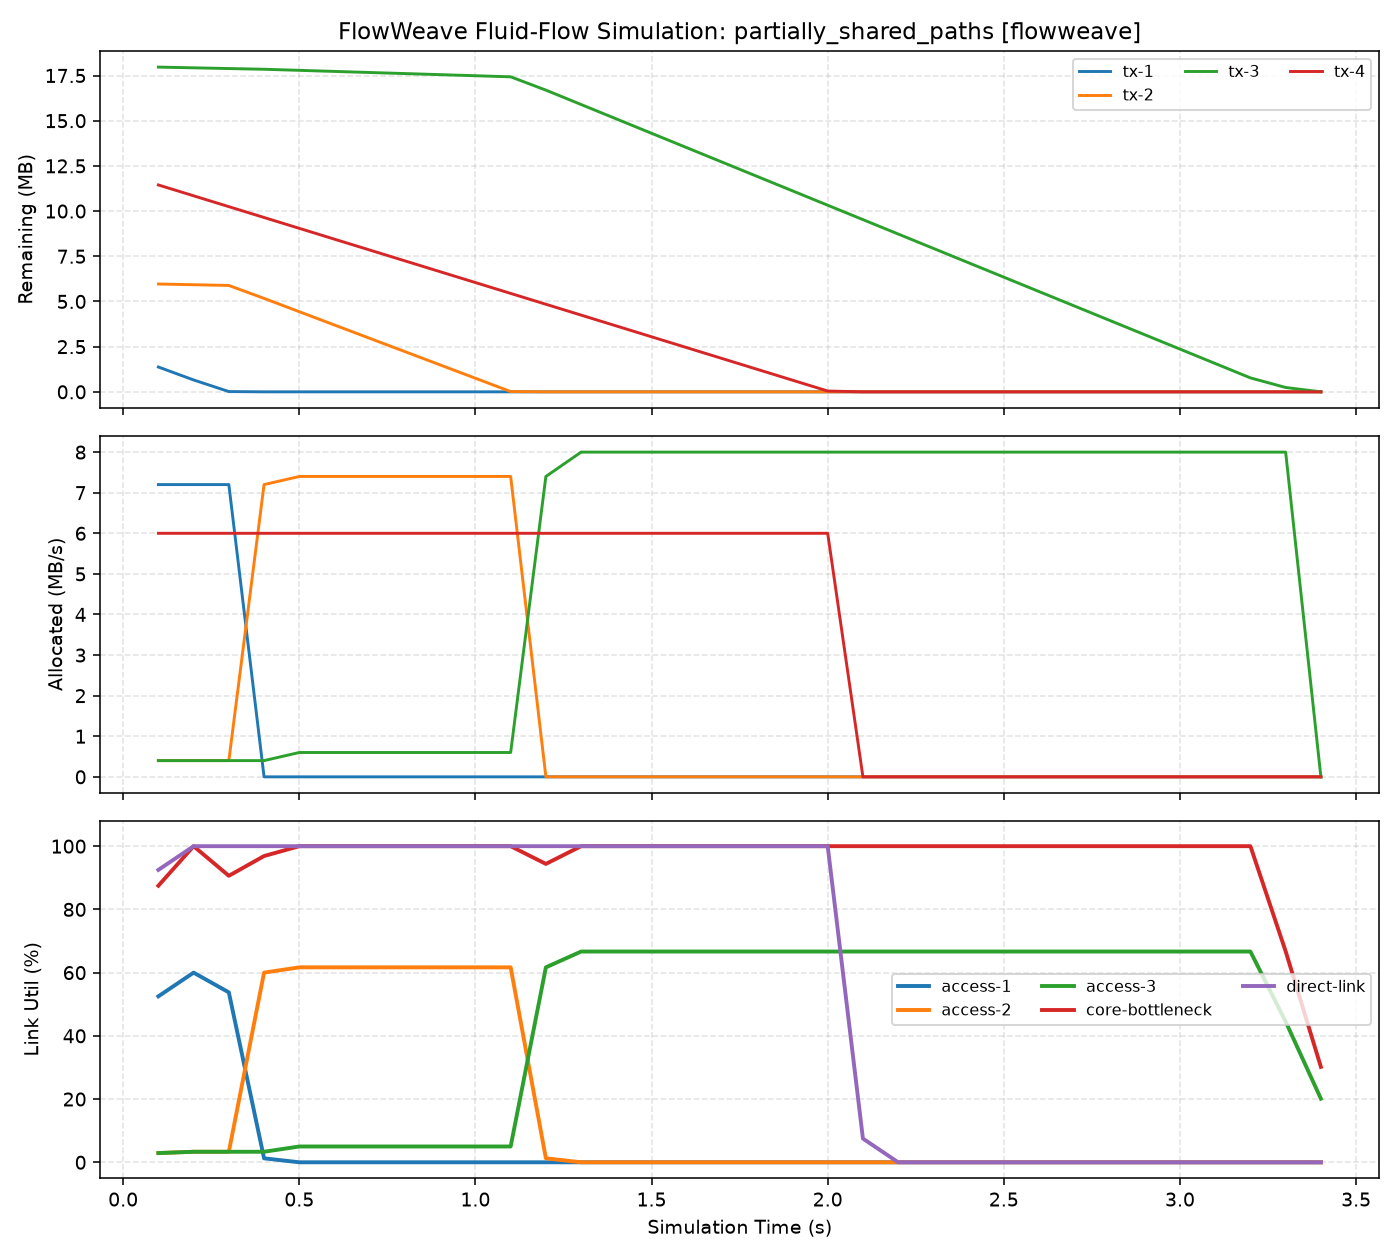 FlowWeave Fluid-Flow Simulation: partially_shared_paths [flowweave]
Remaining (MB)
17.5
15.0
12.5
10.0
7.5
5.0
2.5
0.0
tx-1 tx-3 tx-4
tx-2
Allocated (MB/s)
8
7
6
5
4
3
2
1
0
Link Util (%)
100
80
60
40
20
0
access-1 access-3 direct-link
access-2 core-bottleneck
0.0 0.5 1.0 1.5 2.0 2.5 3.0 3.5
Simulation Time (s)